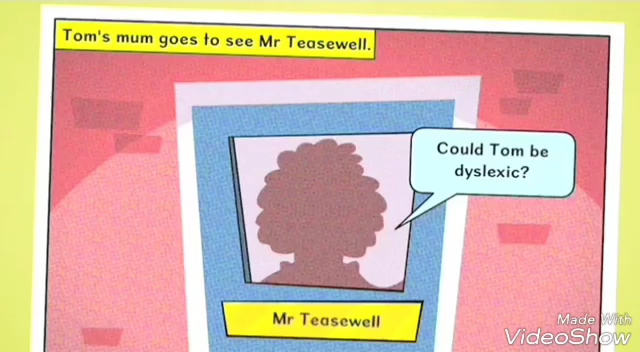 Tom's mum goes to see Mr Teasewell.
Could Tom be
dyslexic?
Mr Teasewell
Made With
VideoShow